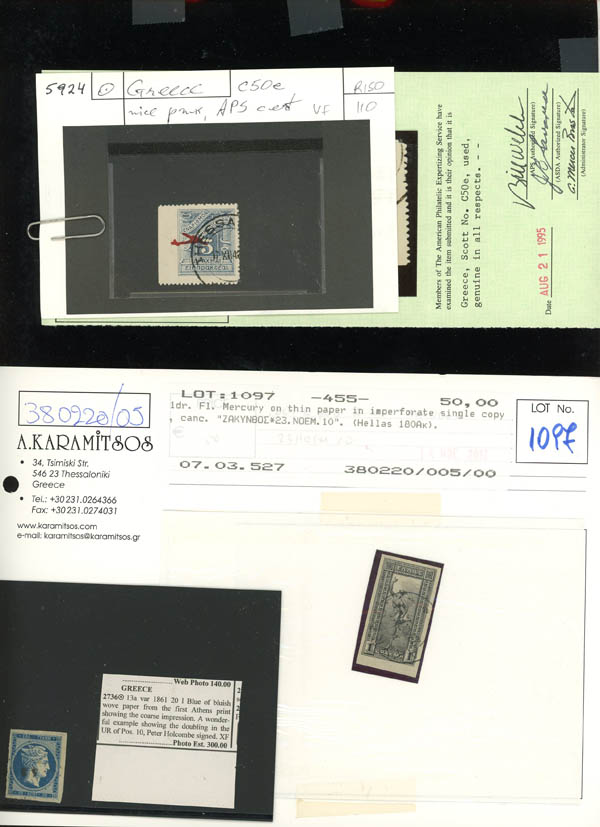 5924 Greece C50e R150
nice pmk, APS cert VF 110
Members of The American Philatelic Expertizing Service have
examined the item submitted and it is their opinion that it is
Greece, Scott No. C50e, used,
genuine in all respects. - -
(APS Authorized Signature)
(ASDA Authorized Signature)
(Administrator Signature)
Date AUG 21 1995
380220/05
A.KARAMITSOS
• 34, Tsimiski Str.
546 23 Thessaloniki
Greece
• Tel.: +30 231.0264366
Fax: +30 231.0274031
www.karamitsos.com
e-mail: karamitsos@karamitsos.gr
LOT:1097 -455- 50,00
1dr. Fl. Mercury on thin paper in imperforate single copy
, canc. "ΖΑΚΥΝΘΟΣ*23.ΝΟΕΜ.10". (Hellas 180Aκ).
07.03.527 380220/005/00
LOT No.
1097
Web Photo 140.00
GREECE
2736 13a var 1861 20 l Blue of bluish
wove paper from the first Athens print
showing the coarse impression. A wonder-
ful example showing the doubling in the
UR of Pos. 10, Peter Holcombe signed. XF
Photo Est. 300.00